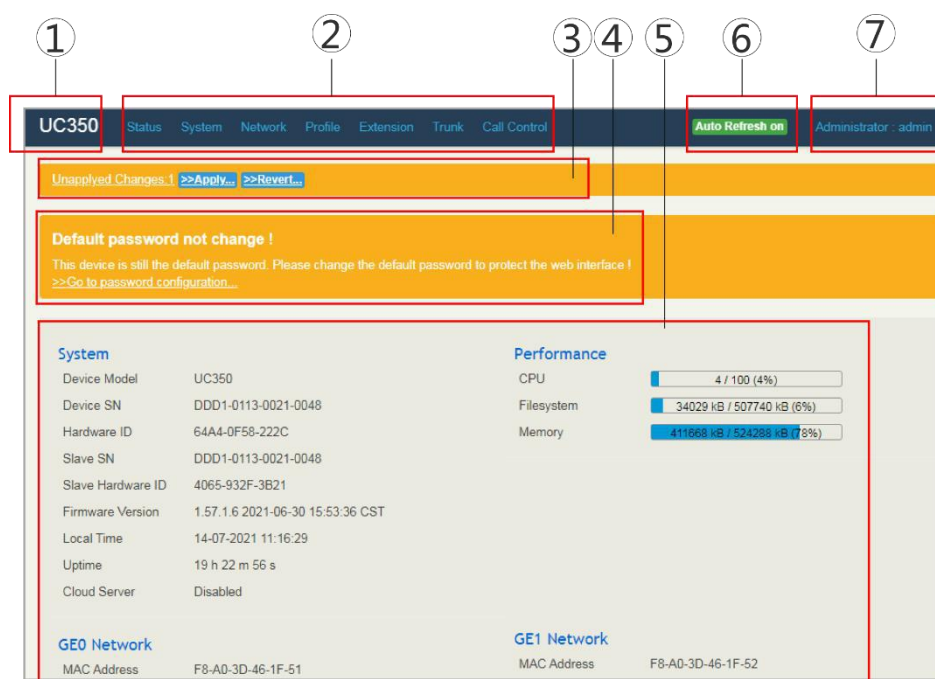 ① ② ③ ④ ⑤ ⑥ ⑦
UC350 Status System Network Profile Extension Trunk Call Control Auto Refresh on Administrator : admin
Unapplyed Changes:1 >>Apply... >>Revert...
Default password not change !
This device is still the default password. Please change the default password to protect the web interface !
>>Go to password configuration...
System
Device Model UC350
Device SN DDD1-0113-0021-0048
Hardware ID 64A4-0F58-222C
Slave SN DDD1-0113-0021-0048
Slave Hardware ID 4065-932F-3B21
Firmware Version 1.57.1.6 2021-06-30 15:53:36 CST
Local Time 14-07-2021 11:16:29
Uptime 19 h 22 m 56 s
Cloud Server Disabled
Performance
CPU 4 / 100 (4%)
Filesystem 34029 kB / 507740 kB (6%)
Memory 411668 kB / 524288 kB (78%)
GE0 Network
MAC Address F8-A0-3D-46-1F-51
GE1 Network
MAC Address F8-A0-3D-46-1F-52